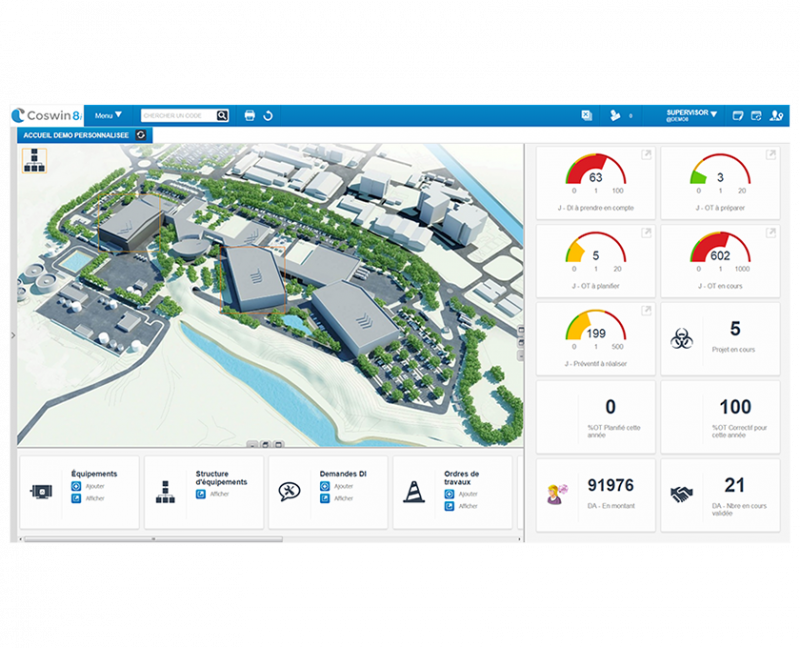 Coswin 8i
Menu
CHERCHER UN CODE
SUPERVISOR
@DEMO8
ACCUEIL DEMO PERSONNALISEE
63
0 1 100
J - DI à prendre en compte
3
0 1 20
J - OT à préparer
5
0 1 20
J - OT à planifier
602
0 1 1000
J - OT en cours
199
0 1 500
J - Préventif à réaliser
5
Projet en cours
0
%OT Planifié cette
année
100
%OT Correctif pour
cette année
91976
DA - En montant
21
DA - Nbre en cours
validée
Équipements
Ajouter
Afficher
Structure
d'équipements
Afficher
Demandes DI
Ajouter
Afficher
Ordres de
travaux
Ajouter
Afficher